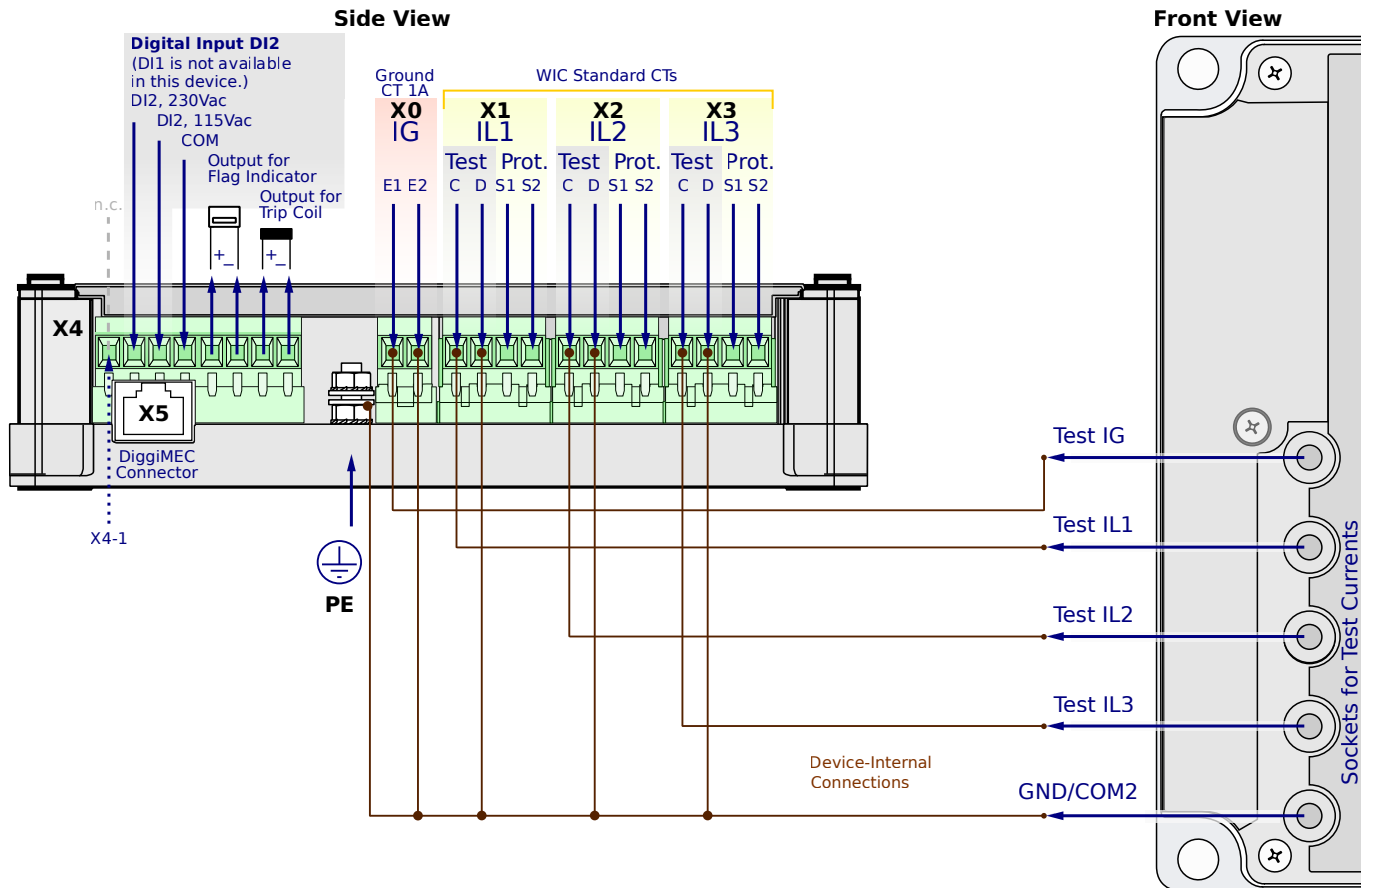 Side View
Front View
Digital Input DI2
(DI1 is not available
in this device.)
DI2, 230Vac
DI2, 115Vac
COM
Output for
Flag Indicator
Output for
Trip Coil
n.c.
+ −
+ −
Ground
CT 1A
WIC Standard CTs
X0
IG
E1 E2
X1
IL1
Test Prot.
C D S1 S2
X2
IL2
Test Prot.
C D S1 S2
X3
IL3
Test Prot.
C D S1 S2
X4
X5
DiggiMEC
Connector
X4-1
PE
Test IG
Test IL1
Test IL2
Test IL3
GND/COM2
Device-Internal
Connections
Sockets for Test Currents